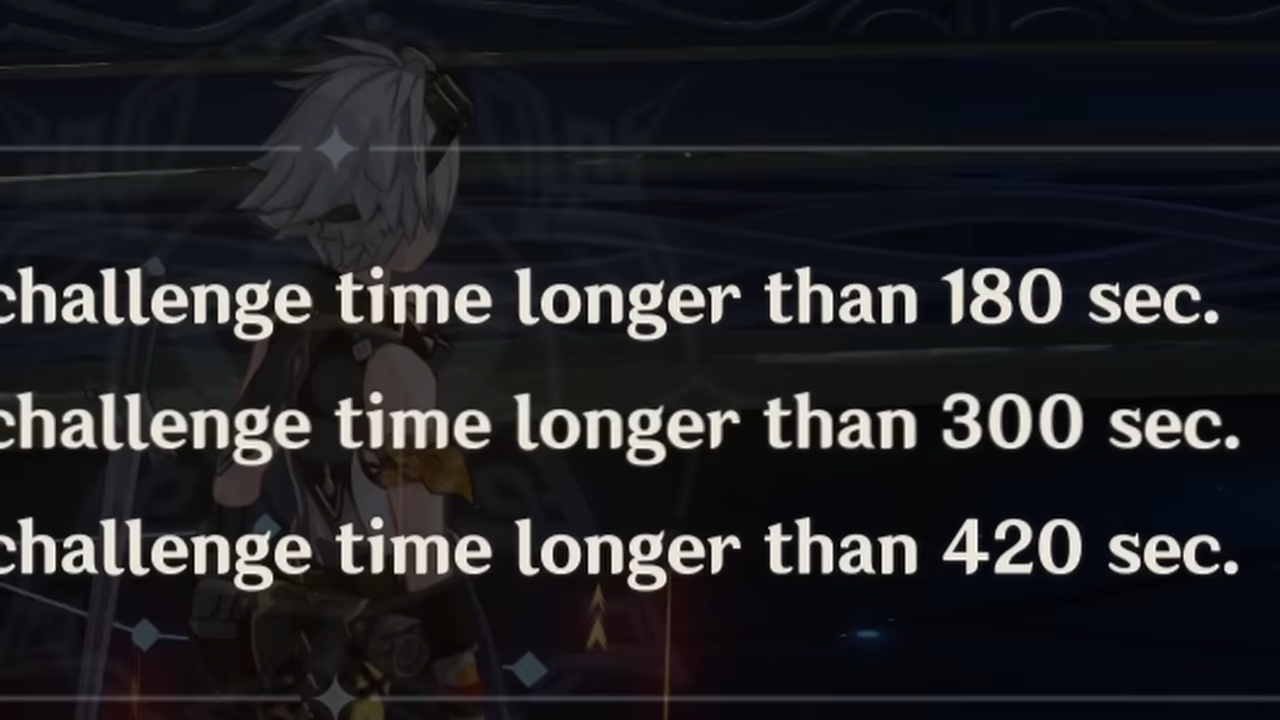 challenge time longer than 180 sec.
challenge time longer than 300 sec.
challenge time longer than 420 sec.